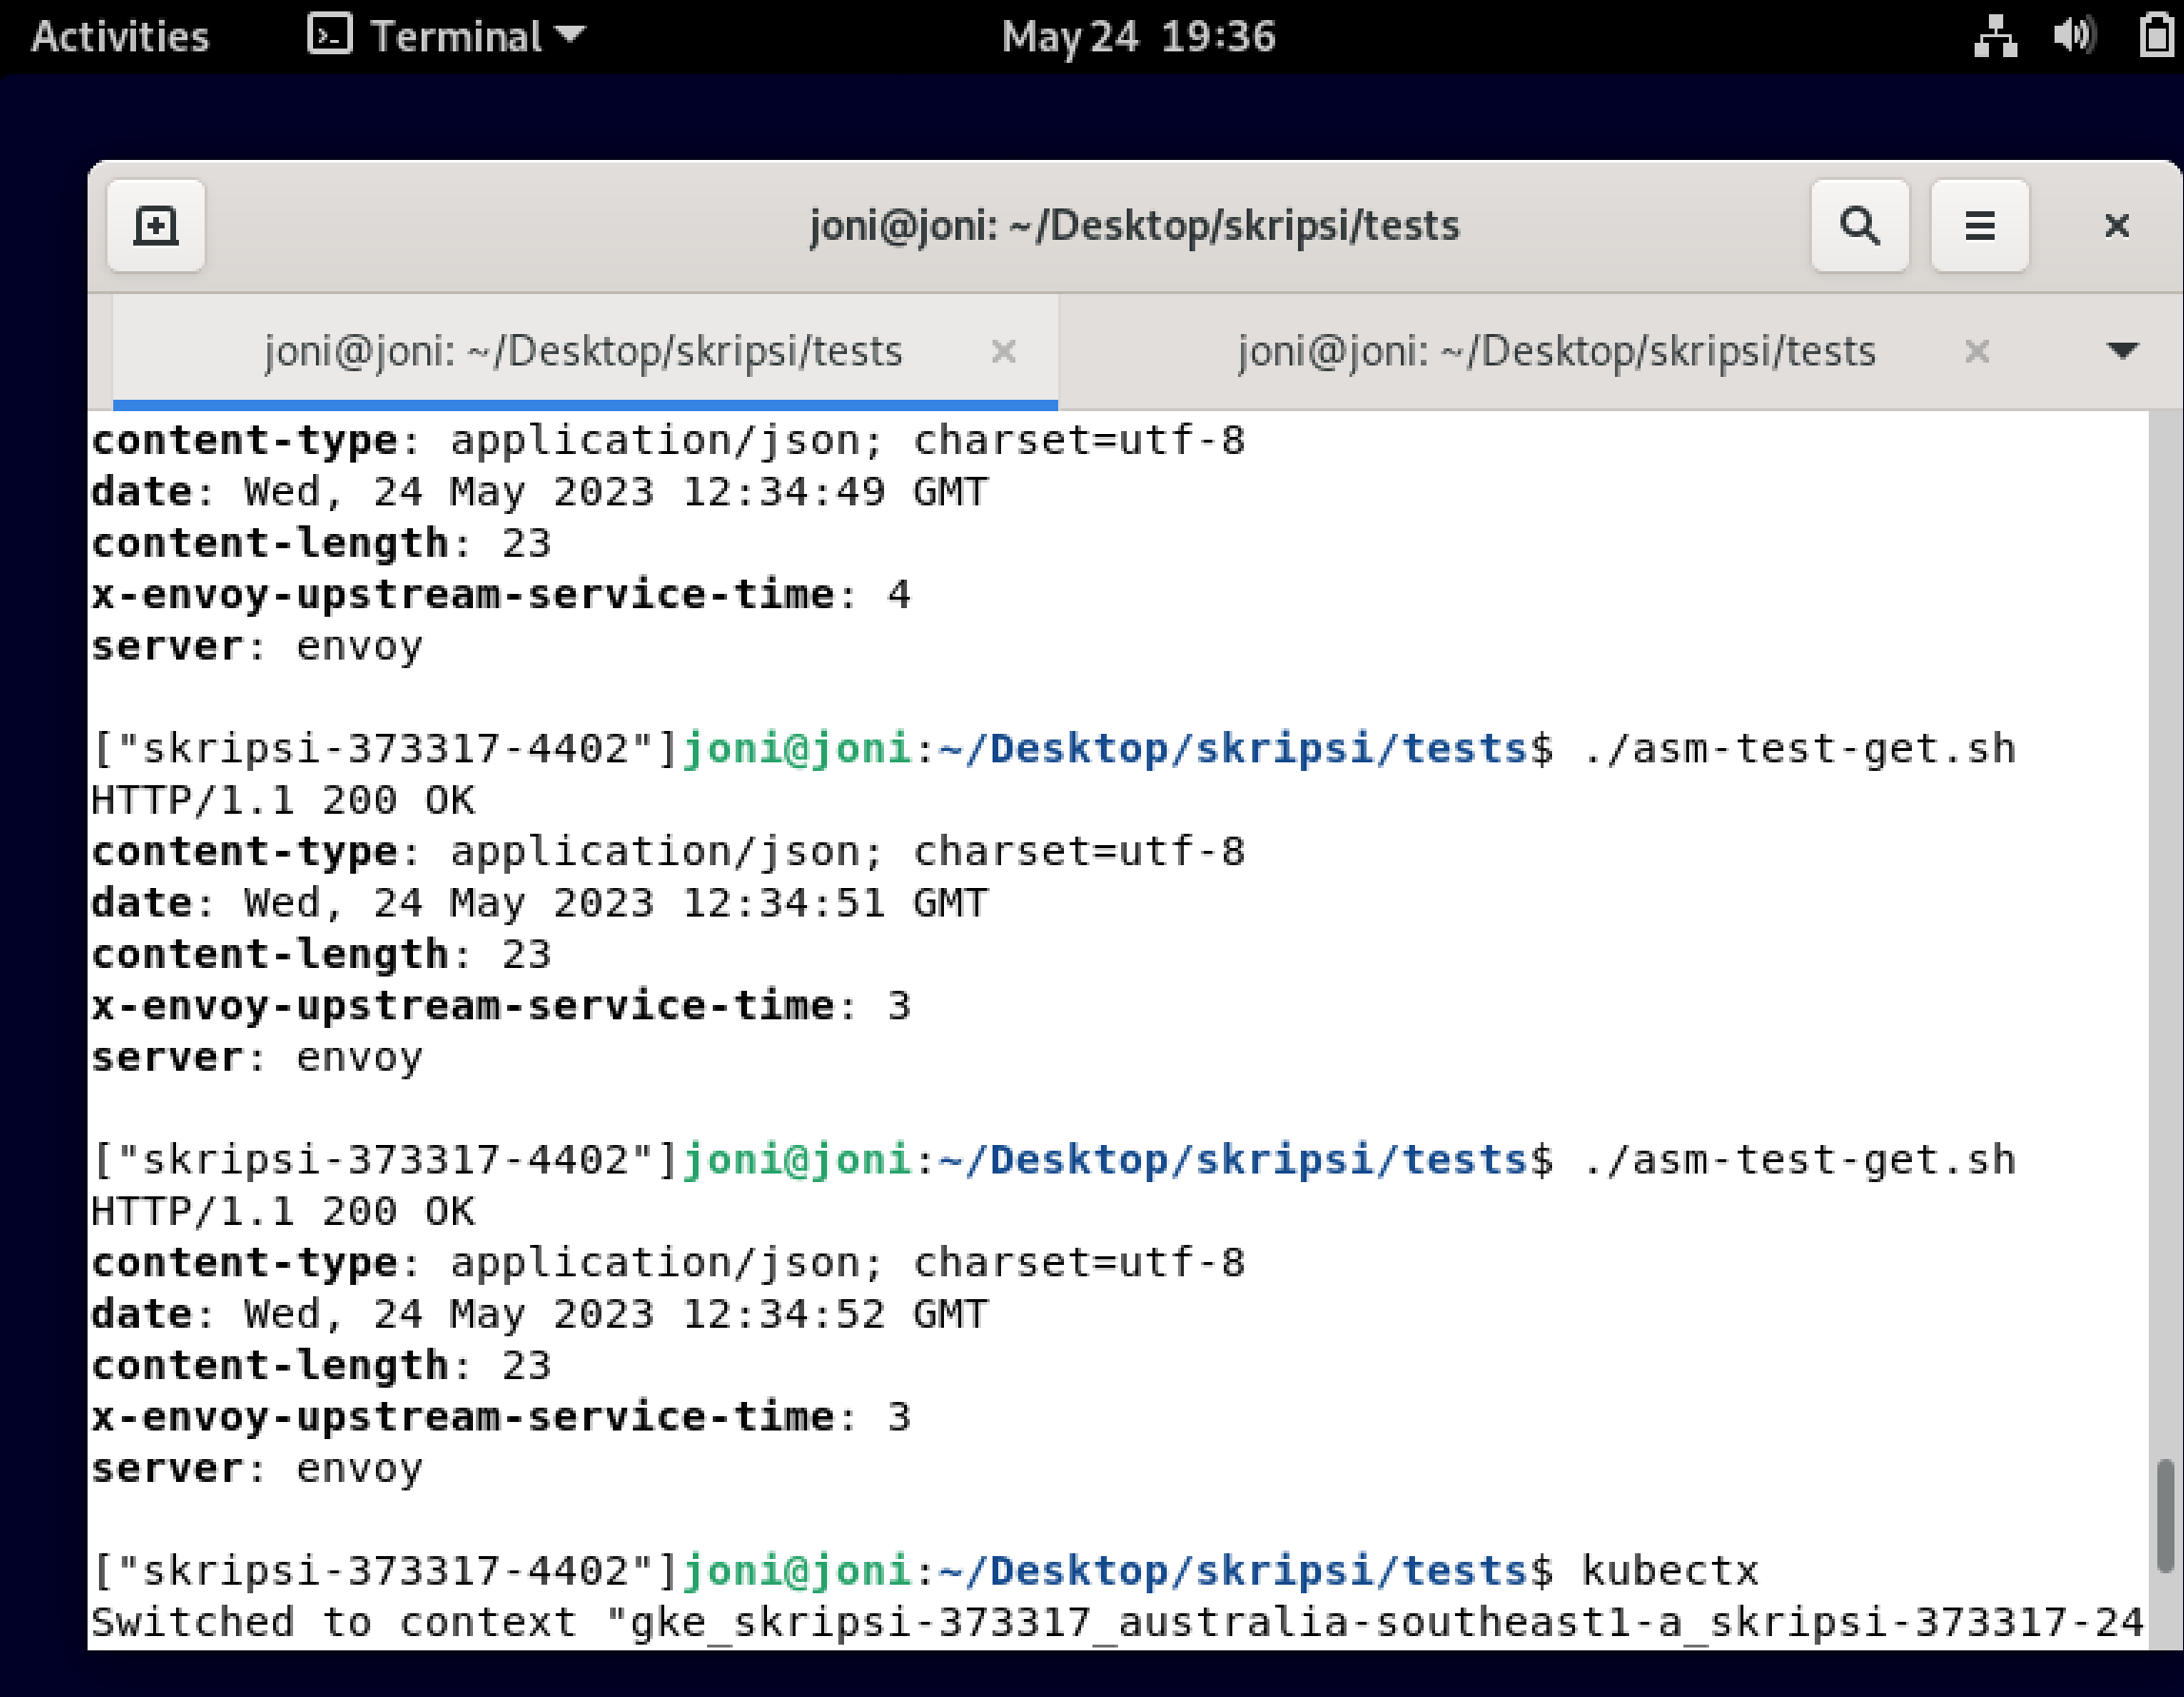 Activities Terminal May 24 19:36
joni@joni: ~/Desktop/skripsi/tests
joni@joni: ~/Desktop/skripsi/tests × joni@joni: ~/Desktop/skripsi/tests ×
content-type: application/json; charset=utf-8
date: Wed, 24 May 2023 12:34:49 GMT
content-length: 23
x-envoy-upstream-service-time: 4
server: envoy
["skripsi-373317-4402"]joni@joni:~/Desktop/skripsi/tests$ ./asm-test-get.sh
HTTP/1.1 200 OK
content-type: application/json; charset=utf-8
date: Wed, 24 May 2023 12:34:51 GMT
content-length: 23
x-envoy-upstream-service-time: 3
server: envoy
["skripsi-373317-4402"]joni@joni:~/Desktop/skripsi/tests$ ./asm-test-get.sh
HTTP/1.1 200 OK
content-type: application/json; charset=utf-8
date: Wed, 24 May 2023 12:34:52 GMT
content-length: 23
x-envoy-upstream-service-time: 3
server: envoy
["skripsi-373317-4402"]joni@joni:~/Desktop/skripsi/tests$ kubectx
Switched to context "gke_skripsi-373317_australia-southeast1-a_skripsi-373317-24